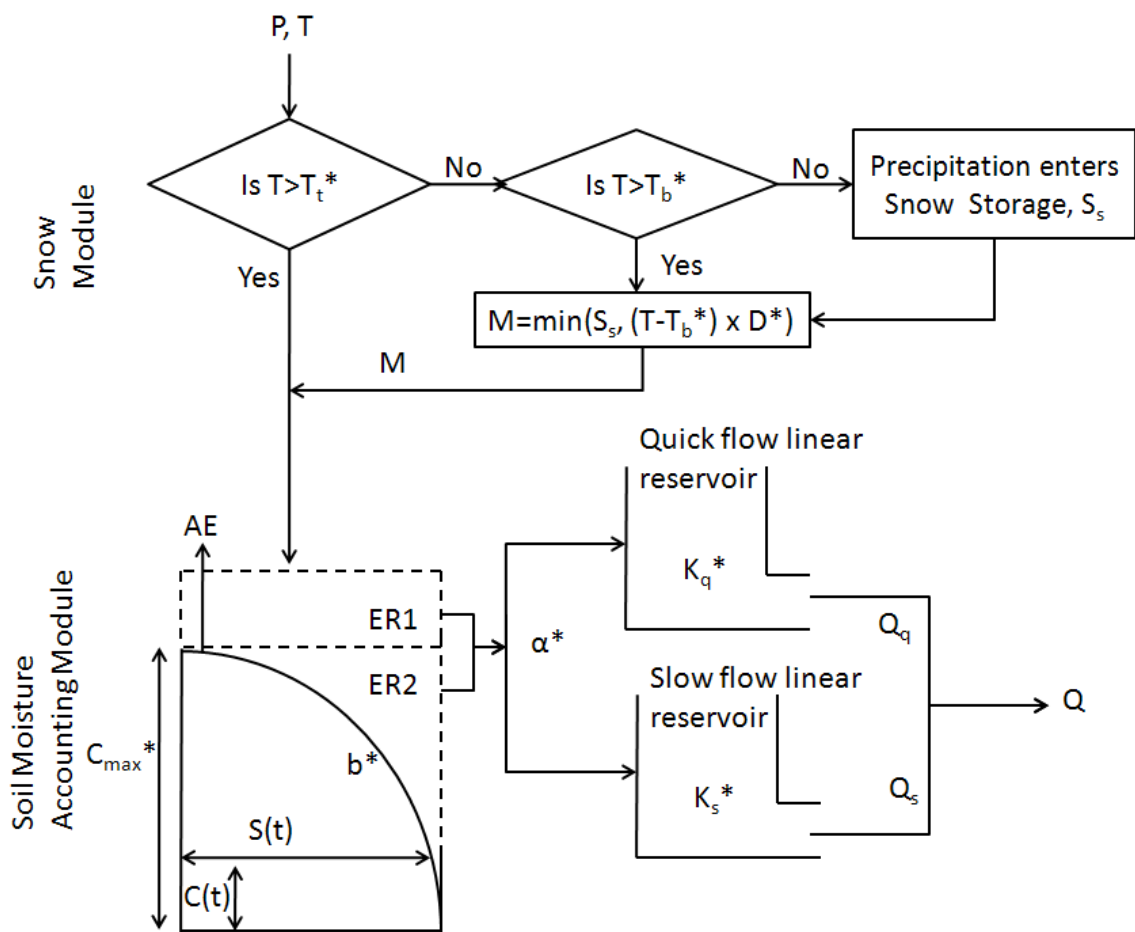 P, T
Is T>Tt*
No
Is T>Tb*
No
Precipitation enters
Snow Storage, Ss
Snow
Module
Yes
Yes
M=min(Ss, (T-Tb*) x D*)
M
Quick flow linear
reservoir
AE
Kq*
ER1
Qq
α*
ER2
Slow flow linear
reservoir
Q
Soil Moisture
Accounting Module
Cmax*
b*
Ks*
Qs
S(t)
C(t)